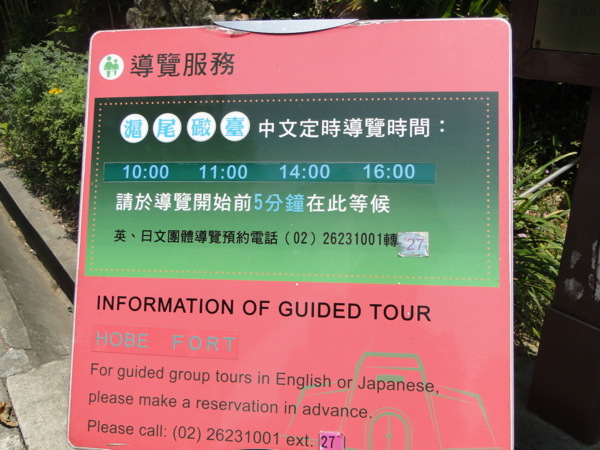 導覽服務
滬尾礮臺 中文定時導覽時間：
10:00 11:00 14:00 16:00
請於導覽開始前5分鐘在此等候
英、日文團體導覽預約電話（02）26231001轉 27
INFORMATION OF GUIDED TOUR
HOBE FORT
For guided group tours in English or Japanese,
please make a reservation in advance.
Please call: (02) 26231001 ext. 27